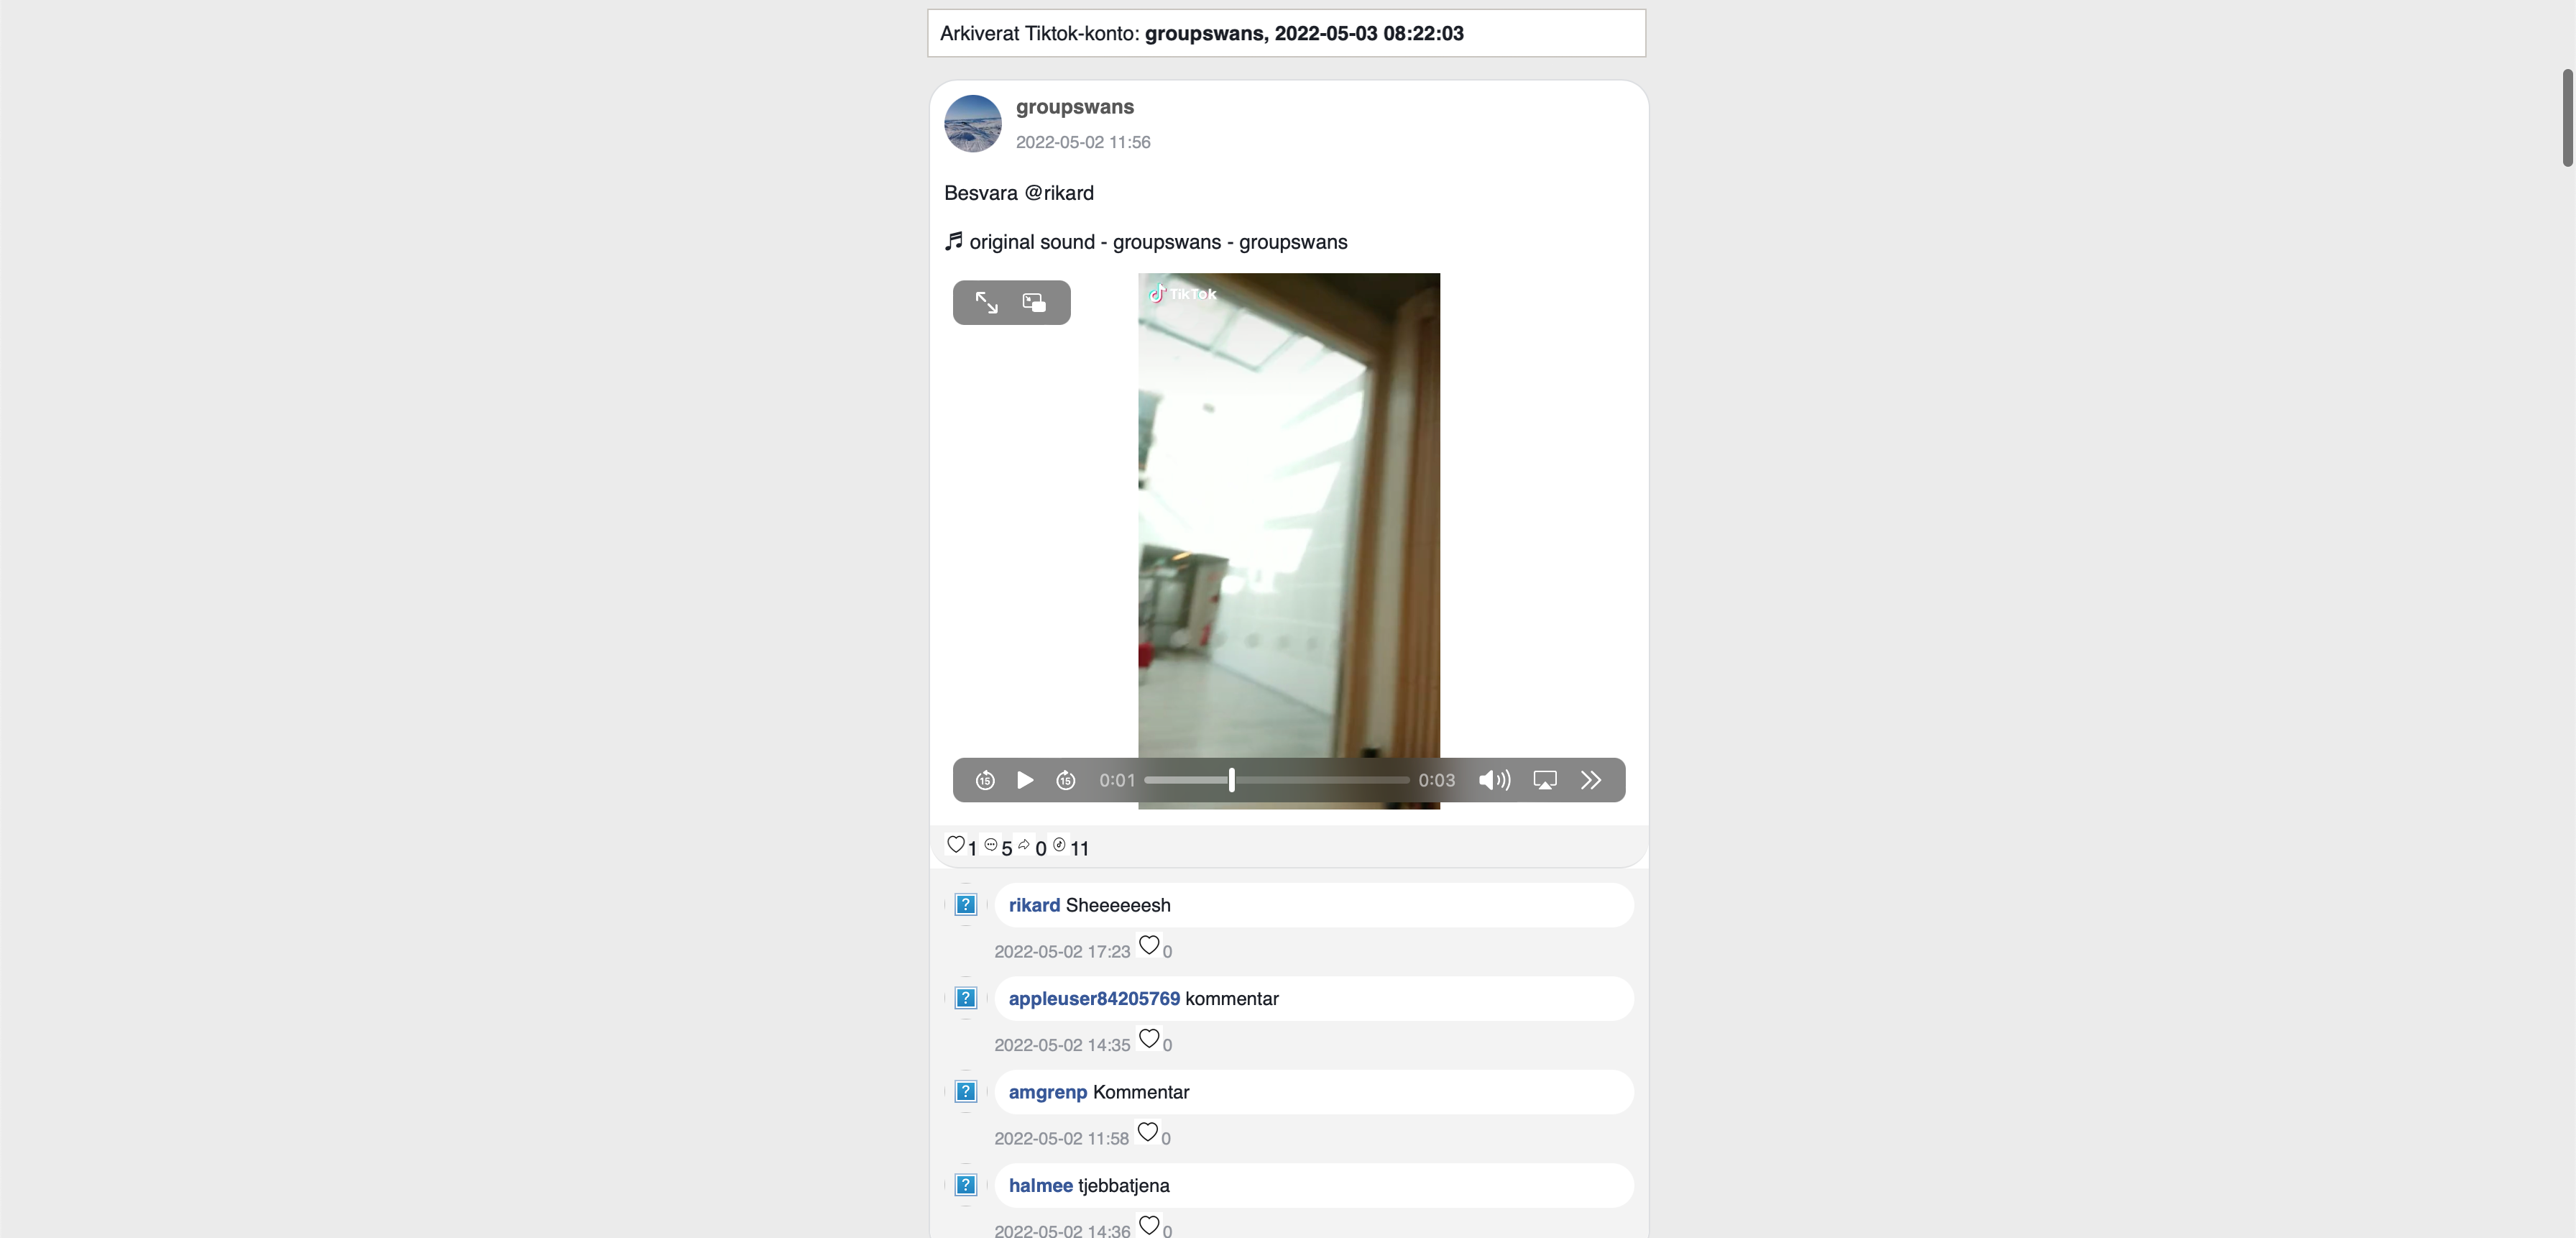 Arkiverat Tiktok-konto: groupswans, 2022-05-03 08:22:03
groupswans
2022-05-02 11:56
Besvara @rikard
original sound - groupswans - groupswans
TikTok
15 15 0:01 0:03
1 5 0 11
rikard Sheeeeeesh
2022-05-02 17:23 0
appleuser84205769 kommentar
2022-05-02 14:35 0
amgrenp Kommentar
2022-05-02 11:58 0
halmee tjebbatjena
2022-05-02 14:36 0